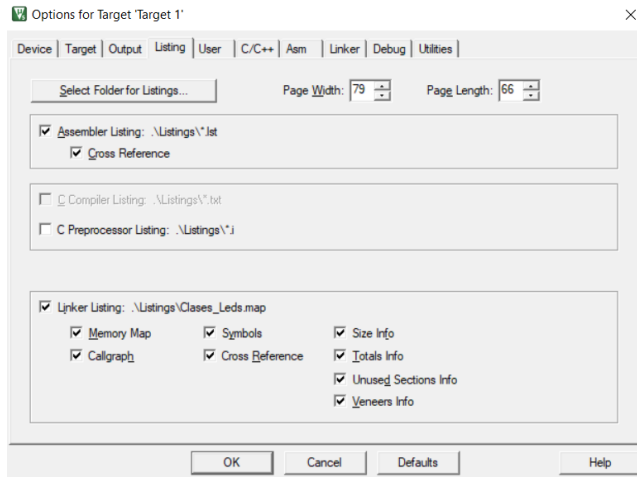 Options for Target 'Target 1'
Device Target Output Listing User C/C++ Asm Linker Debug Utilities
Select Folder for Listings... Page Width: 79 Page Length: 66
Assembler Listing: .\Listings\*.lst
Cross Reference
C Compiler Listing: .\Listings\*.txt
C Preprocessor Listing: .\Listings\*.i
Linker Listing: .\Listings\Clases_Leds.map
Memory Map Symbols Size Info
Callgraph Cross Reference Totals Info
Unused Sections Info
Veneers Info
OK Cancel Defaults Help